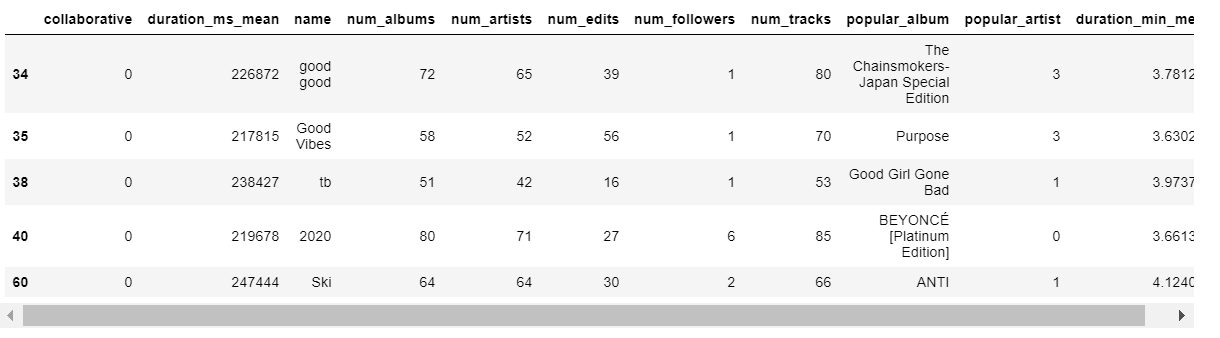 collaborative duration_ms_mean name num_albums num_artists num_edits num_followers num_tracks popular_album popular_artist duration_min_me
34 0 226872 good good 72 65 39 1 80 The Chainsmokers- Japan Special Edition 3 3.7812
35 0 217815 Good Vibes 58 52 56 1 70 Purpose 3 3.6302
38 0 238427 tb 51 42 16 1 53 Good Girl Gone Bad 1 3.9737
40 0 219678 2020 80 71 27 6 85 BEYONCÉ [Platinum Edition] 0 3.6613
60 0 247444 Ski 64 64 30 2 66 ANTI 1 4.1240